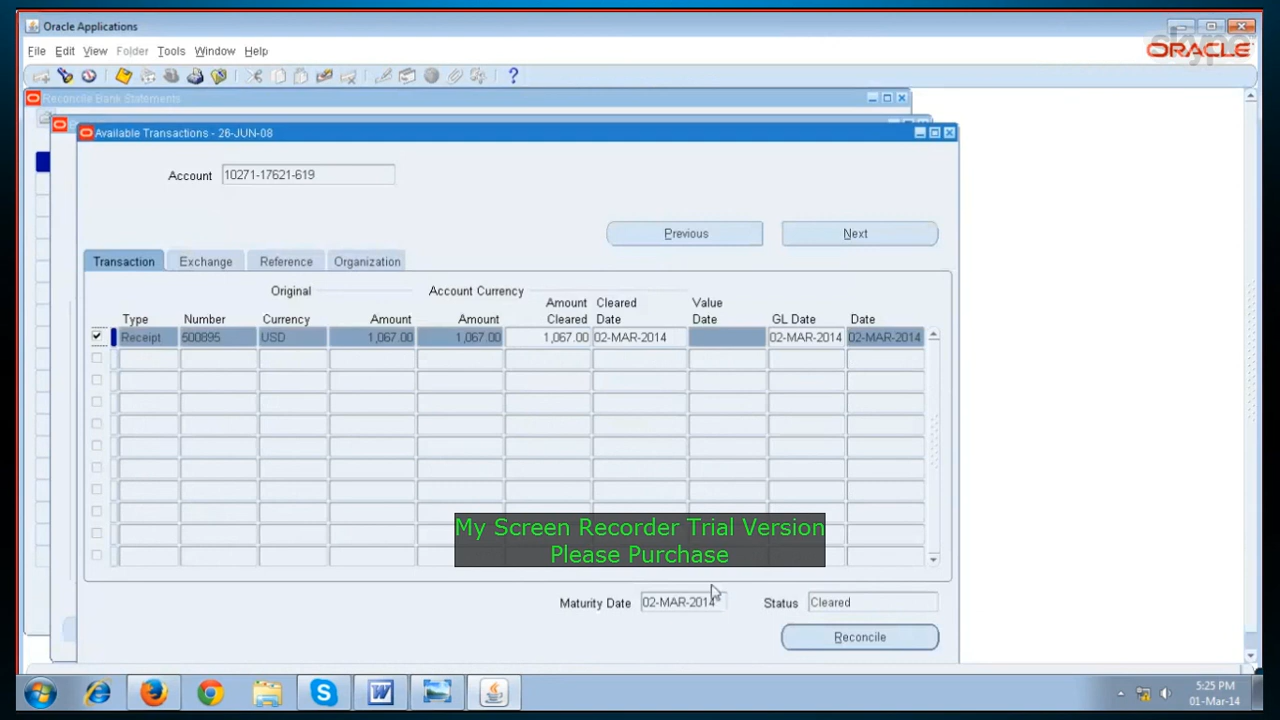 Oracle Applications
File Edit View Folder Tools Window Help
skype
ORACLE
Reconcile Bank Statements
Available Transactions - 26-JUN-08
Account 10271-17621-619
Previous Next
Transaction Exchange Reference Organization
Original Account Currency
Amount Cleared Value
Type Number Currency Amount Amount Cleared Date Date GL Date Date
Receipt 500895 USD 1,067.00 1,067.00 1,067.00 02-MAR-2014 02-MAR-2014 02-MAR-2014
My Screen Recorder Trial Version
Please Purchase
Maturity Date 02-MAR-2014 Status Cleared
Reconcile
5:25 PM
01-Mar-14